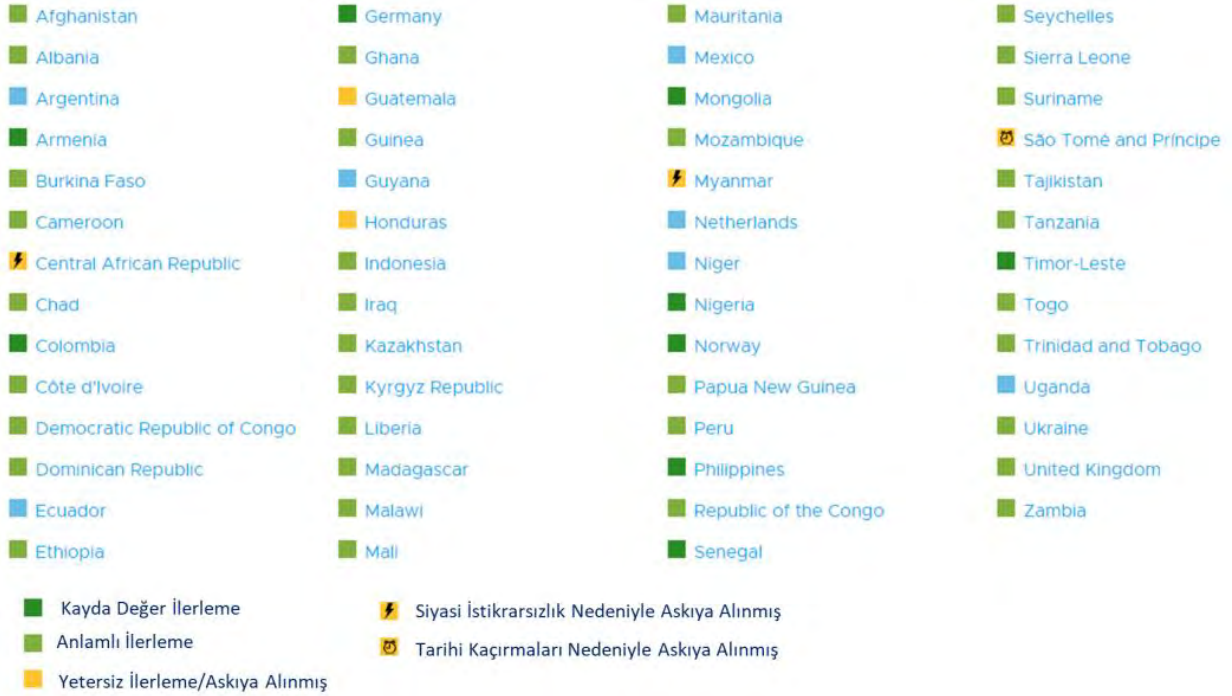 Afghanistan
Albania
Argentina
Armenia
Burkina Faso
Cameroon
Central African Republic
Chad
Colombia
Côte d'Ivoire
Democratic Republic of Congo
Dominican Republic
Ecuador
Ethiopia
Germany
Ghana
Guatemala
Guinea
Guyana
Honduras
Indonesia
Iraq
Kazakhstan
Kyrgyz Republic
Liberia
Madagascar
Malawi
Mali
Mauritania
Mexico
Mongolia
Mozambique
Myanmar
Netherlands
Niger
Nigeria
Norway
Papua New Guinea
Peru
Philippines
Republic of the Congo
Senegal
Seychelles
Sierra Leone
Suriname
São Tomé and Príncipe
Tajikistan
Tanzania
Timor-Leste
Togo
Trinidad and Tobago
Uganda
Ukraine
United Kingdom
Zambia
Kayda Değer İlerleme
Anlamlı İlerleme
Yetersiz İlerleme/Askıya Alınmış
Siyasi İstikrarsızlık Nedeniyle Askıya Alınmış
Tarihi Kaçırmaları Nedeniyle Askıya Alınmış